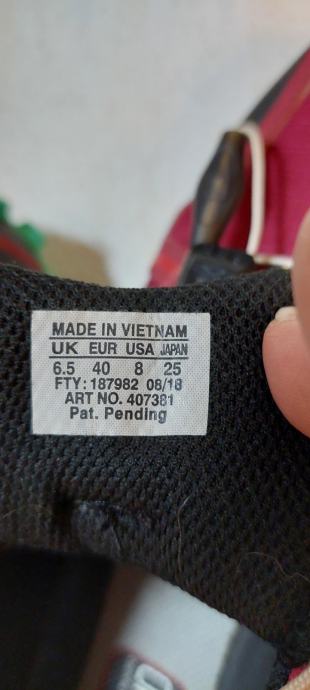 MADE IN VIETNAM
UK EUR USA JAPAN
6.5 40 8 25
FTY: 187982 08/18
ART NO. 407381
Pat. Pending